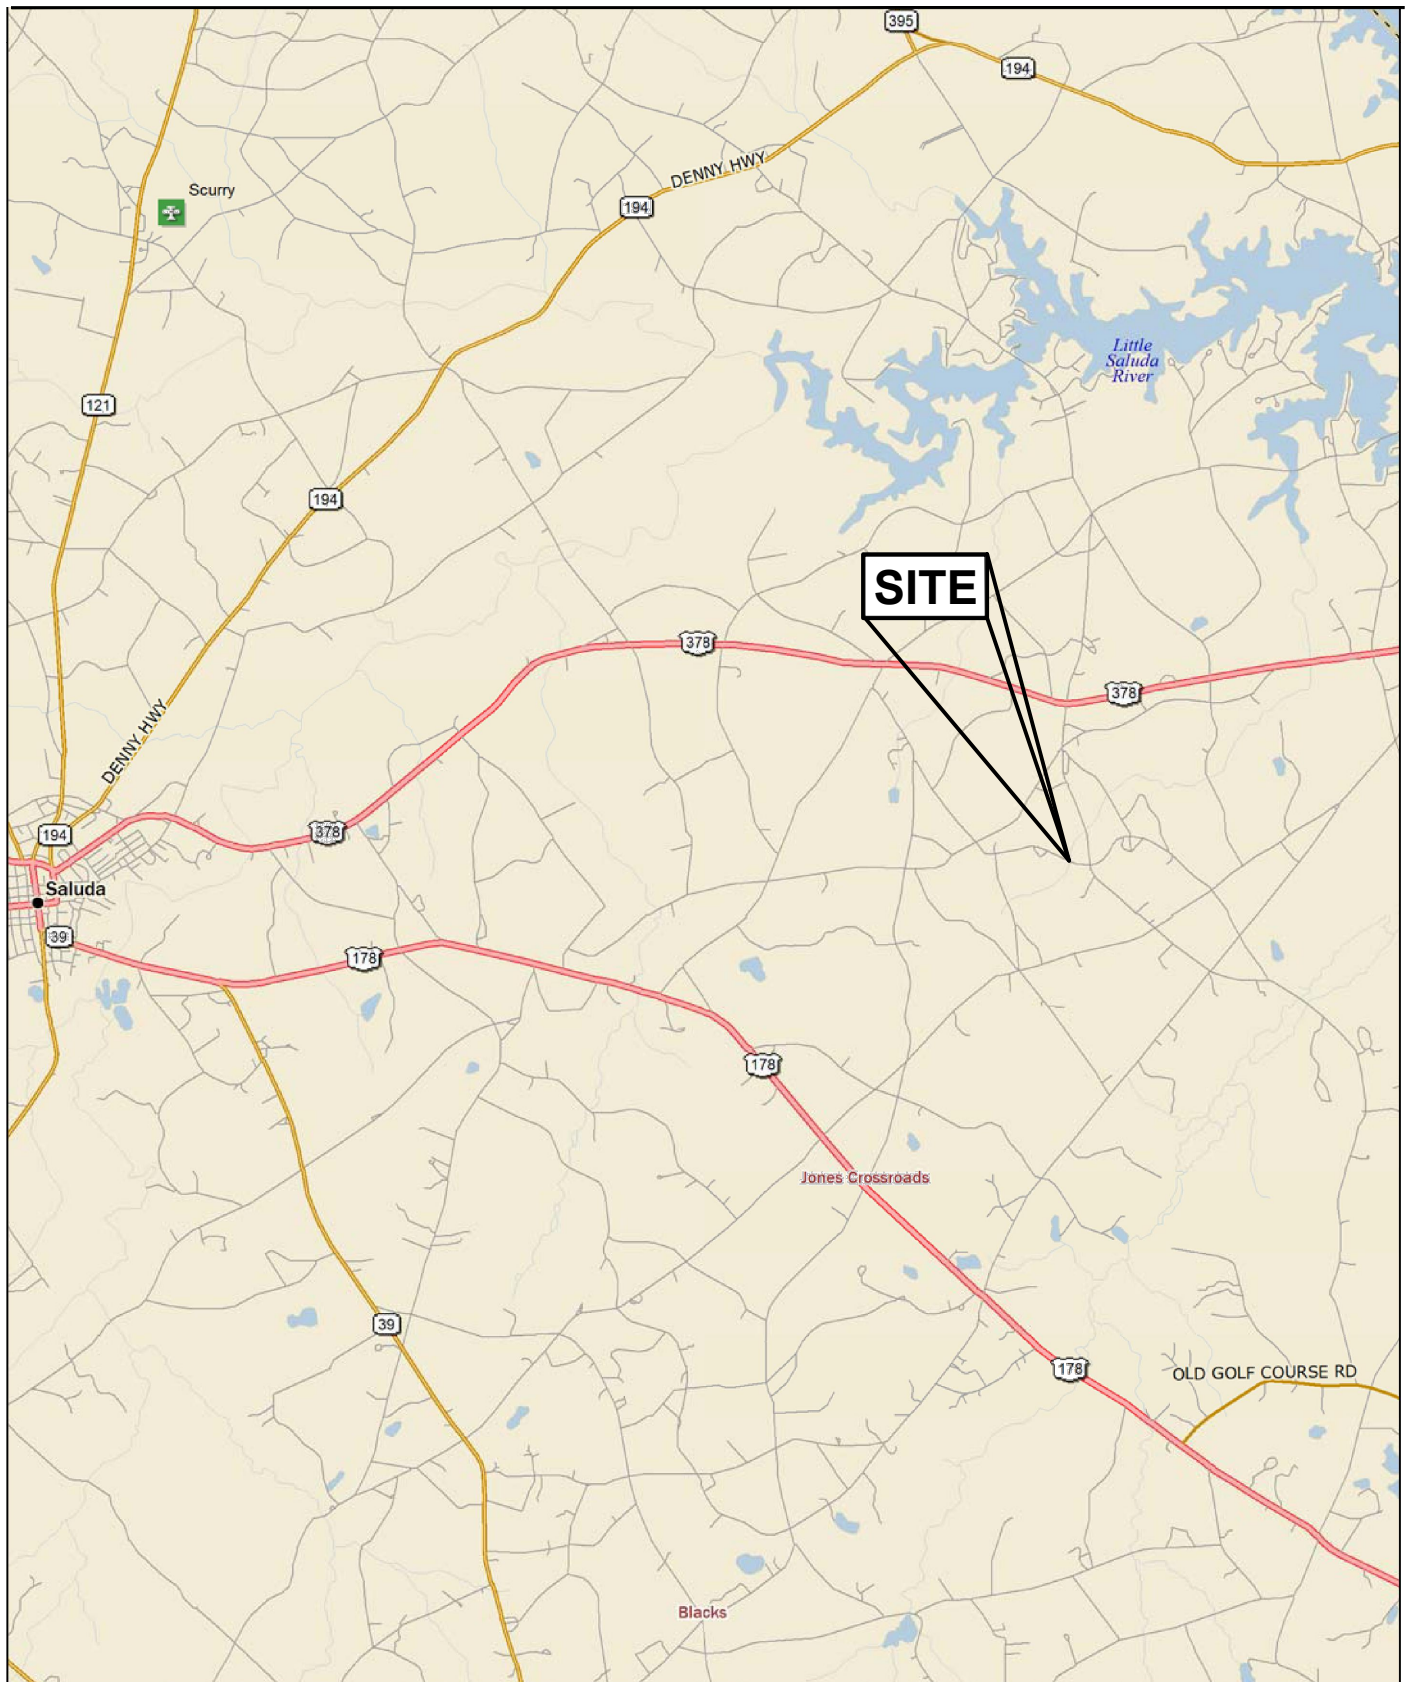 395
194
DENNY HWY
Scurry
194
Little
Saluda
River
121
194
SITE
378
378
DENNY HWY
194
378
Saluda
39
178
178
Jones Crossroads
39
178
OLD GOLF COURSE RD
Blacks